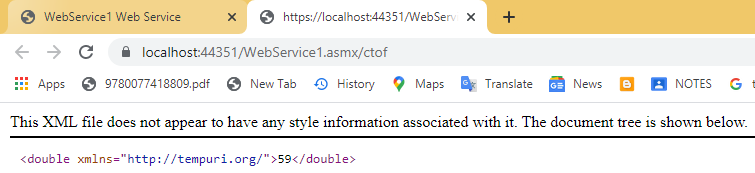 WebService1 Web Service
https://localhost:44351/WebServ
localhost:44351/WebService1.asmx/ctof
Apps 9780077418809.pdf New Tab History Maps Translate News NOTES
This XML file does not appear to have any style information associated with it. The document tree is shown below.
<double xmlns="http://tempuri.org/">59</double>